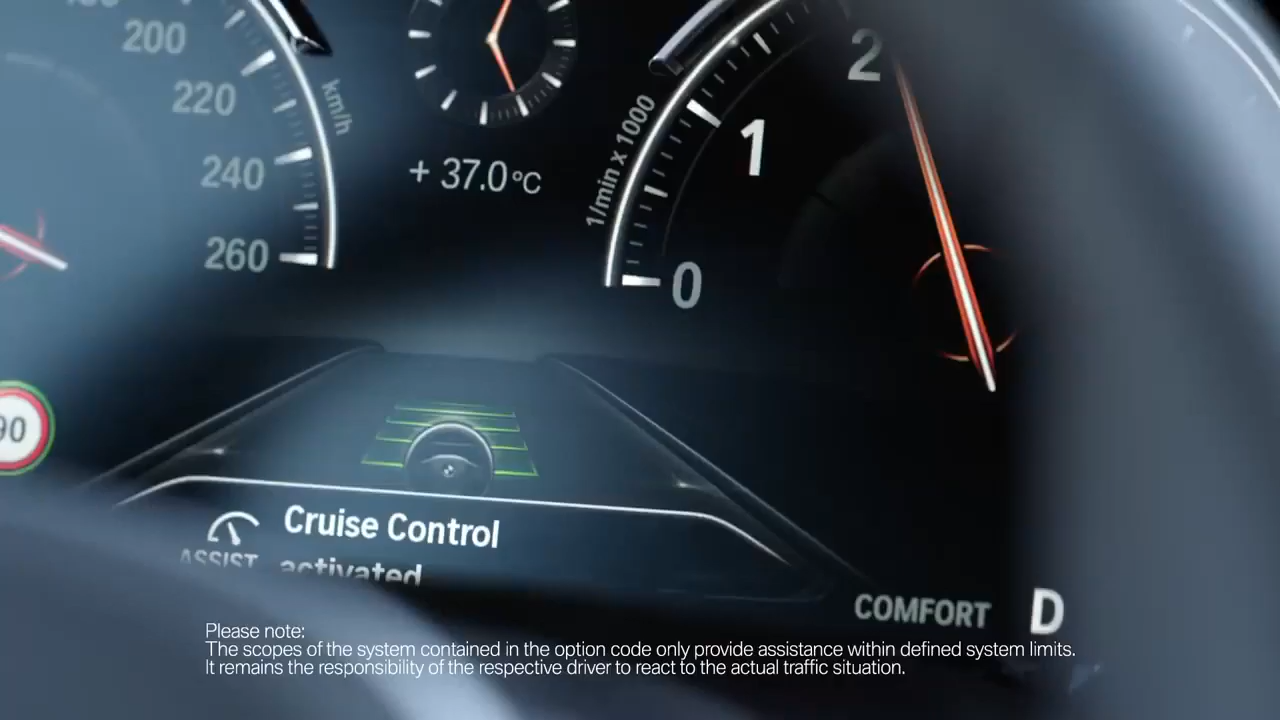 200
220
240
260
km/h
+ 37.0°C
1/min x 1000
2
1
0
90
Cruise Control
ASSIST activated
COMFORT D
Please note:
The scopes of the system contained in the option code only provide assistance within defined system limits.
It remains the responsibility of the respective driver to react to the actual traffic situation.